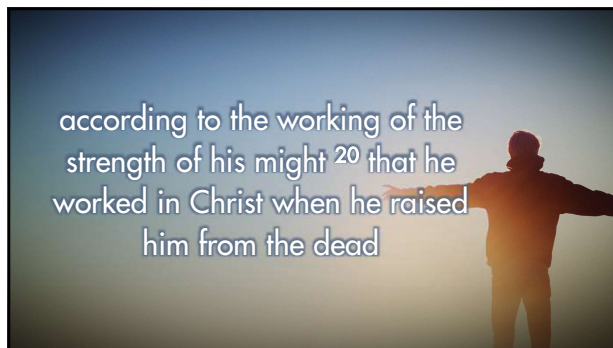 according to the working of the
strength of his might 20 that he
worked in Christ when he raised
him from the dead